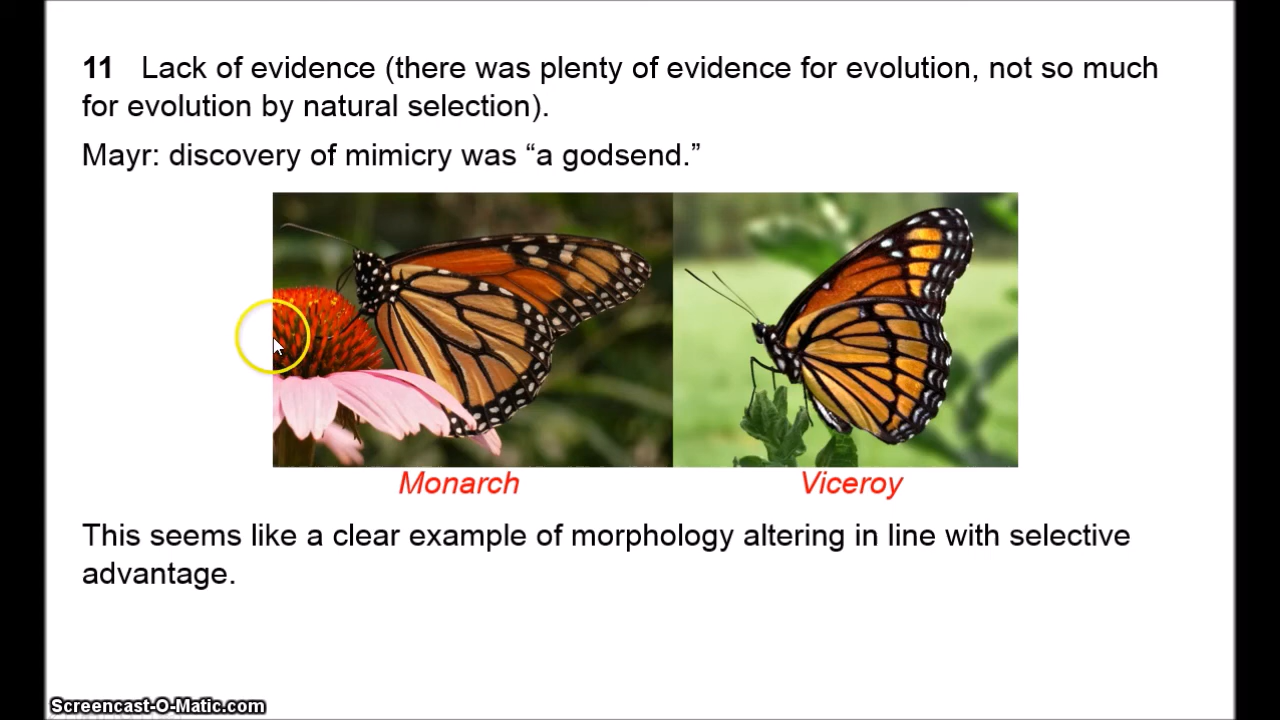 11 Lack of evidence (there was plenty of evidence for evolution, not so much
for evolution by natural selection).
Mayr: discovery of mimicry was “a godsend.”
Monarch
Viceroy
This seems like a clear example of morphology altering in line with selective
advantage.
Screencast-O-Matic.com